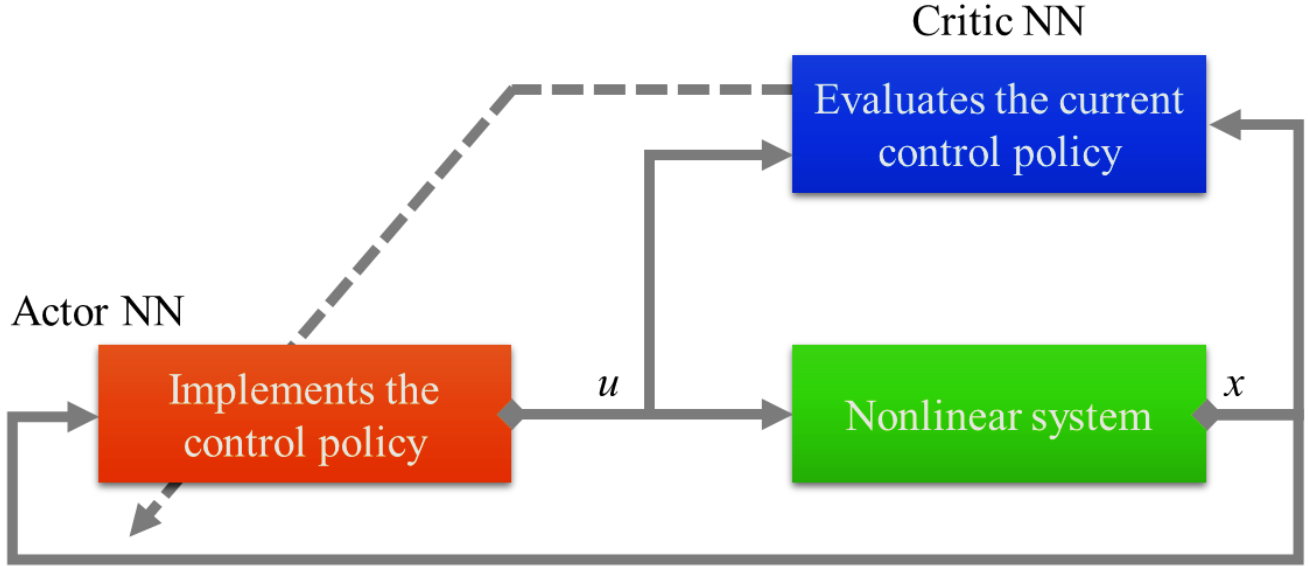 Critic NN
Evaluates the current
control policy
Actor NN
Implements the
control policy
u
Nonlinear system
x